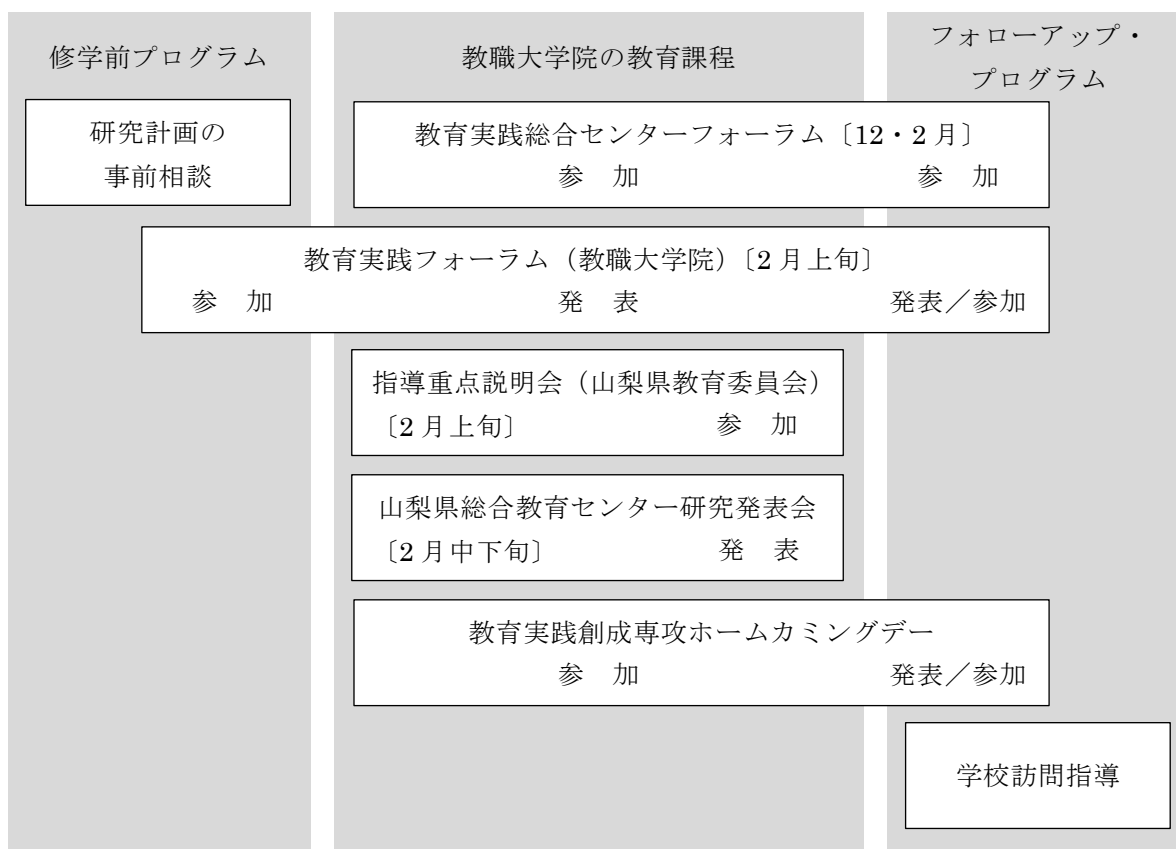 修学前プログラム
教職大学院の教育課程
フォローアップ・
プログラム
研究計画の
事前相談
教育実践総合センターフォーラム〔12・2月〕
参 加 参 加
教育実践フォーラム（教職大学院）〔2月上旬〕
参 加 発 表 発表／参加
指導重点説明会（山梨県教育委員会）
〔2月上旬〕 参 加
山梨県総合教育センター研究発表会
〔2月中下旬〕 発 表
教育実践創成専攻ホームカミングデー
参 加 発表／参加
学校訪問指導